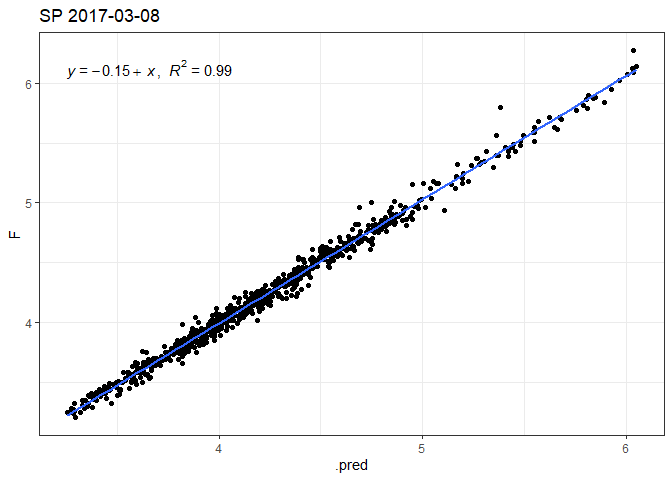 SP 2017-03-08
y = −0.15 + x , R² = 0.99
6
5
4
F
4 5 6
.pred